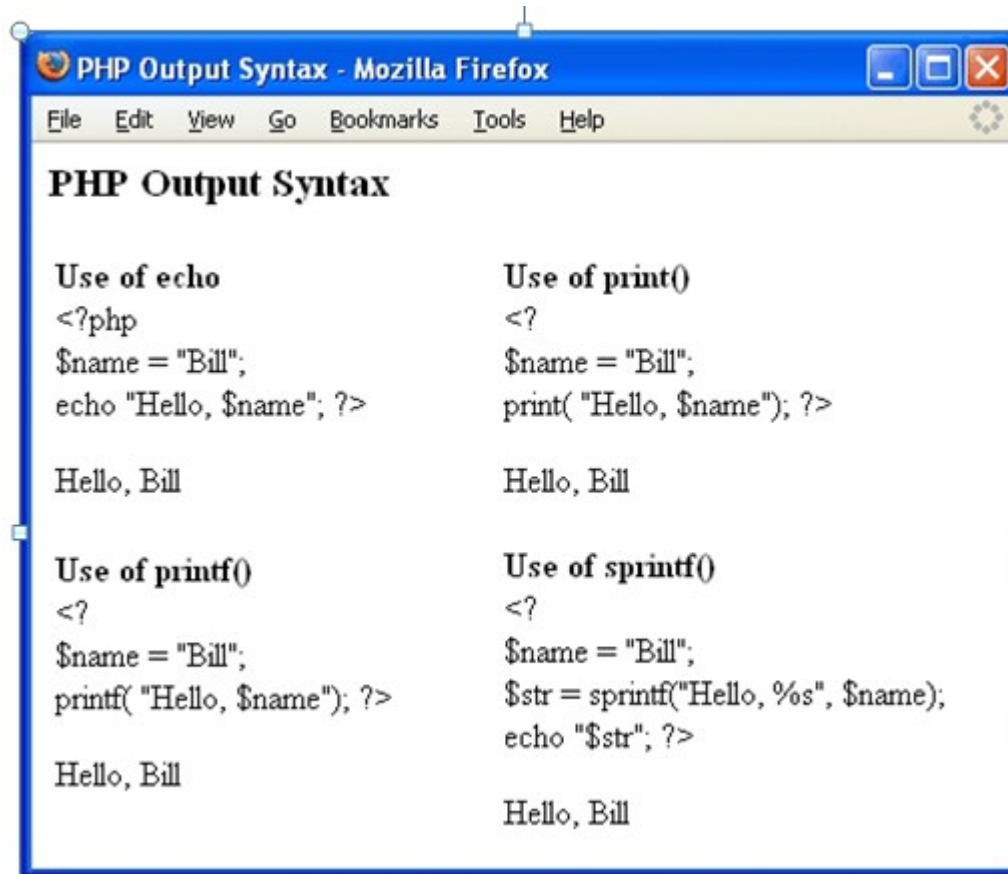 PHP Output Syntax - Mozilla Firefox
File Edit View Go Bookmarks Tools Help
PHP Output Syntax
Use of echo
<?php
$name = "Bill";
echo "Hello, $name"; ?>
Hello, Bill
Use of print()
<?
$name = "Bill";
print( "Hello, $name"); ?>
Hello, Bill
Use of printf()
<?
$name = "Bill";
printf( "Hello, $name"); ?>
Hello, Bill
Use of sprintf()
<?
$name = "Bill";
$str = sprintf("Hello, %s", $name);
echo "$str"; ?>
Hello, Bill